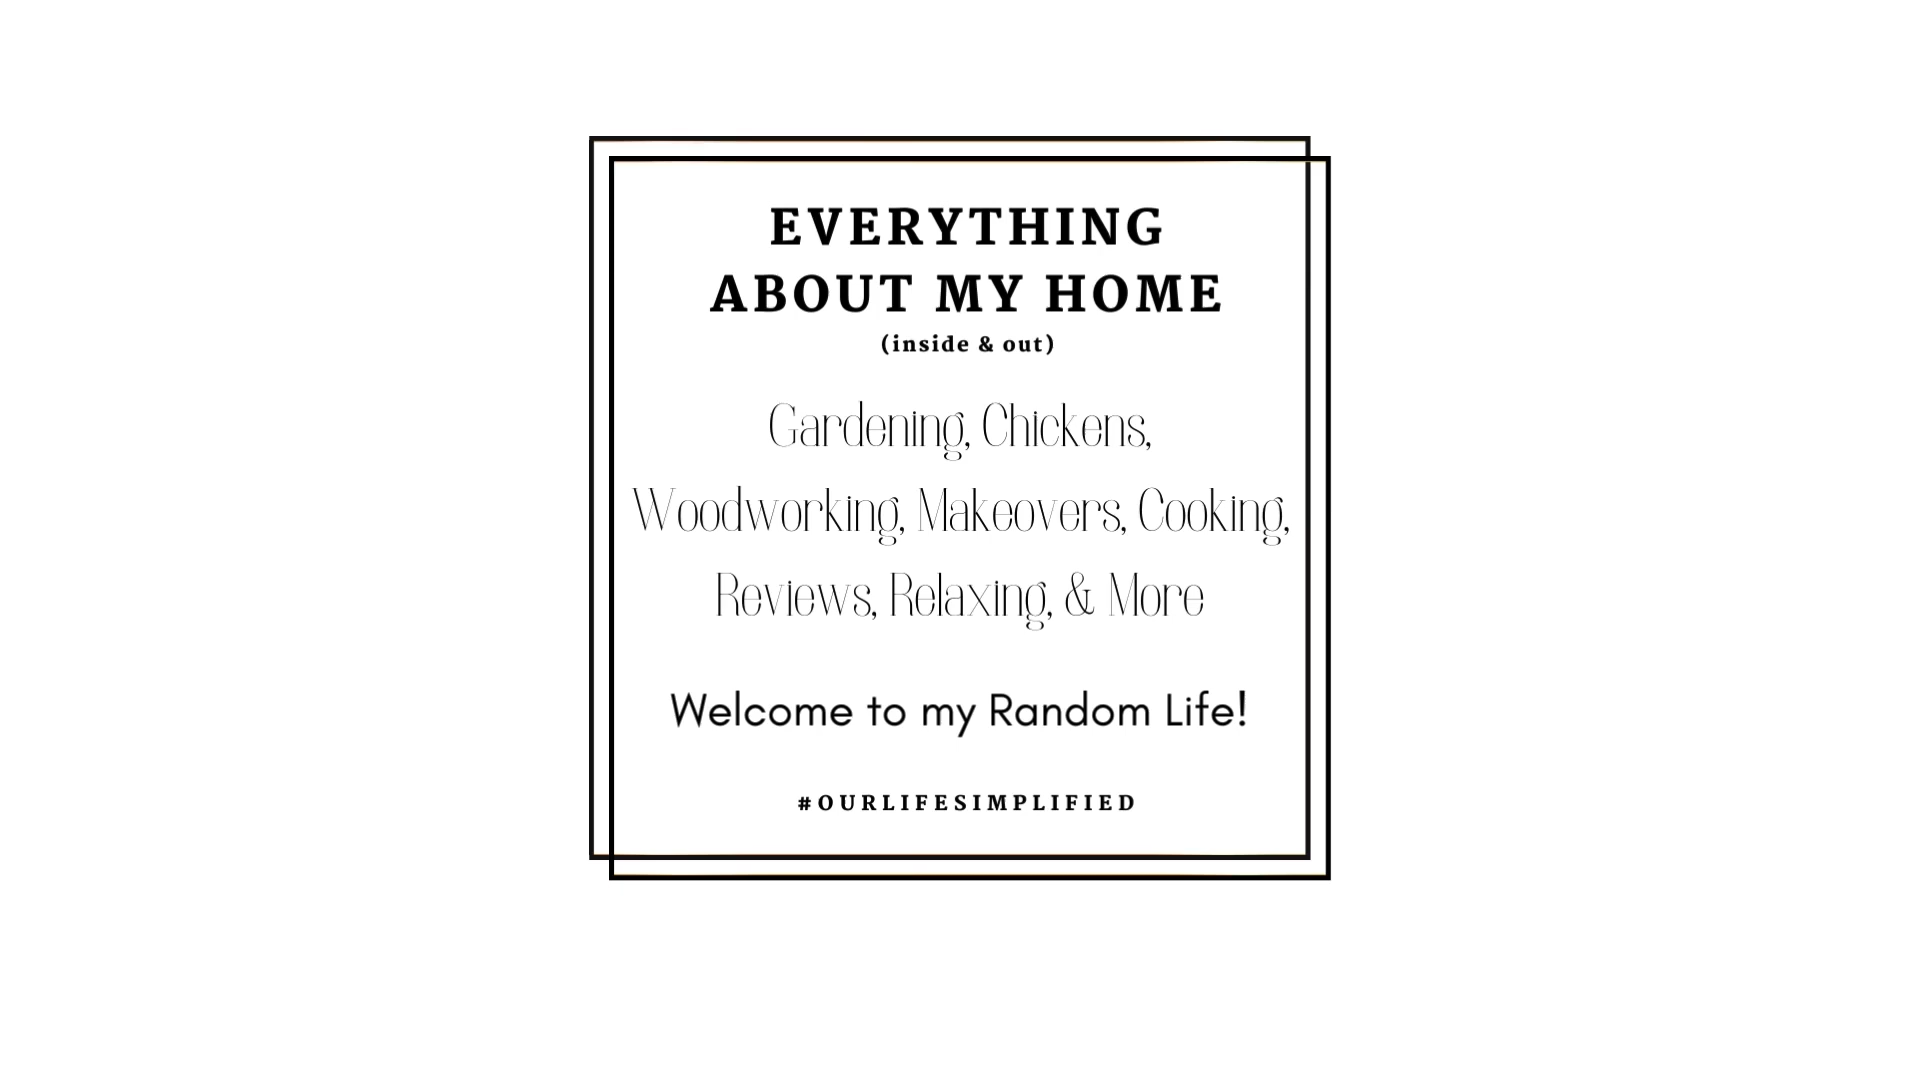 EVERYTHING
ABOUT MY HOME
(inside & out)
Gardening, Chickens,
Woodworking, Makeovers, Cooking,
Reviews, Relaxing, & More
Welcome to my Random Life!
#OURLIFESIMPLIFIED